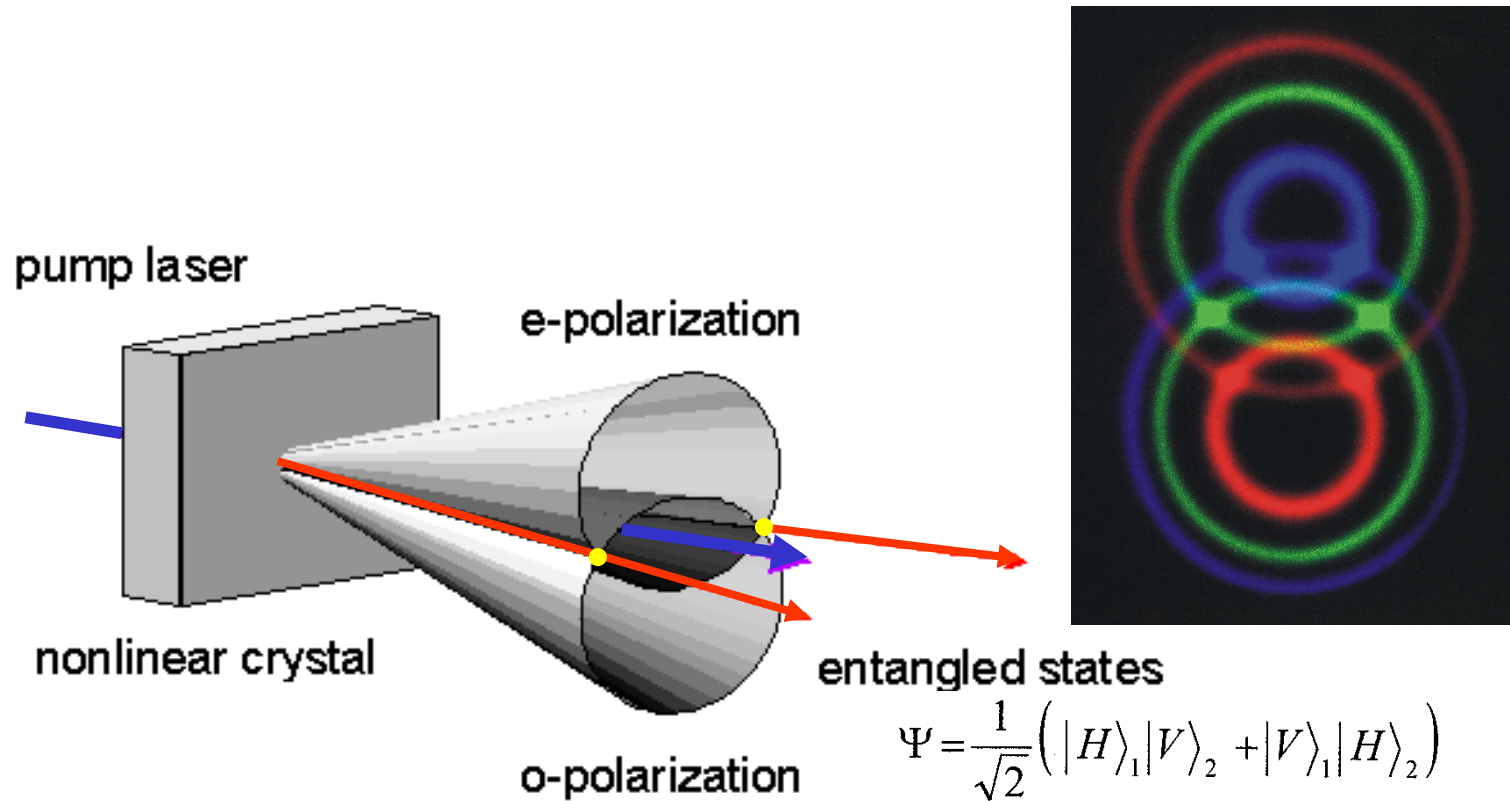 pump laser
e-polarization
nonlinear crystal
entangled states
Ψ = 1/√2 ( |H⟩₁|V⟩₂ + |V⟩₁|H⟩₂ )
o-polarization